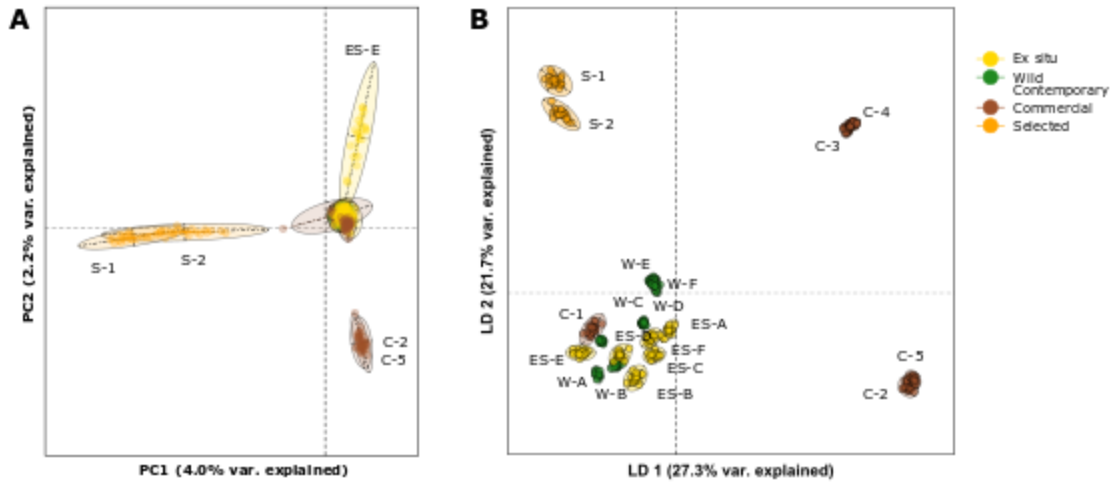 A
ES-E
S-1
S-2
C-2
C-5
PC1 (4.0% var. explained)
PC2 (2.2% var. explained)
B
S-1
S-2
C-4
C-3
W-E
W-F
W-C
W-D
C-1
ES-A
ES-D
ES-F
ES-E
ES-C
W-A
W-B
ES-B
C-5
C-2
LD 1 (27.3% var. explained)
LD 2 (21.7% var. explained)
Ex situ
Wild
Contemporary
Commercial
Selected